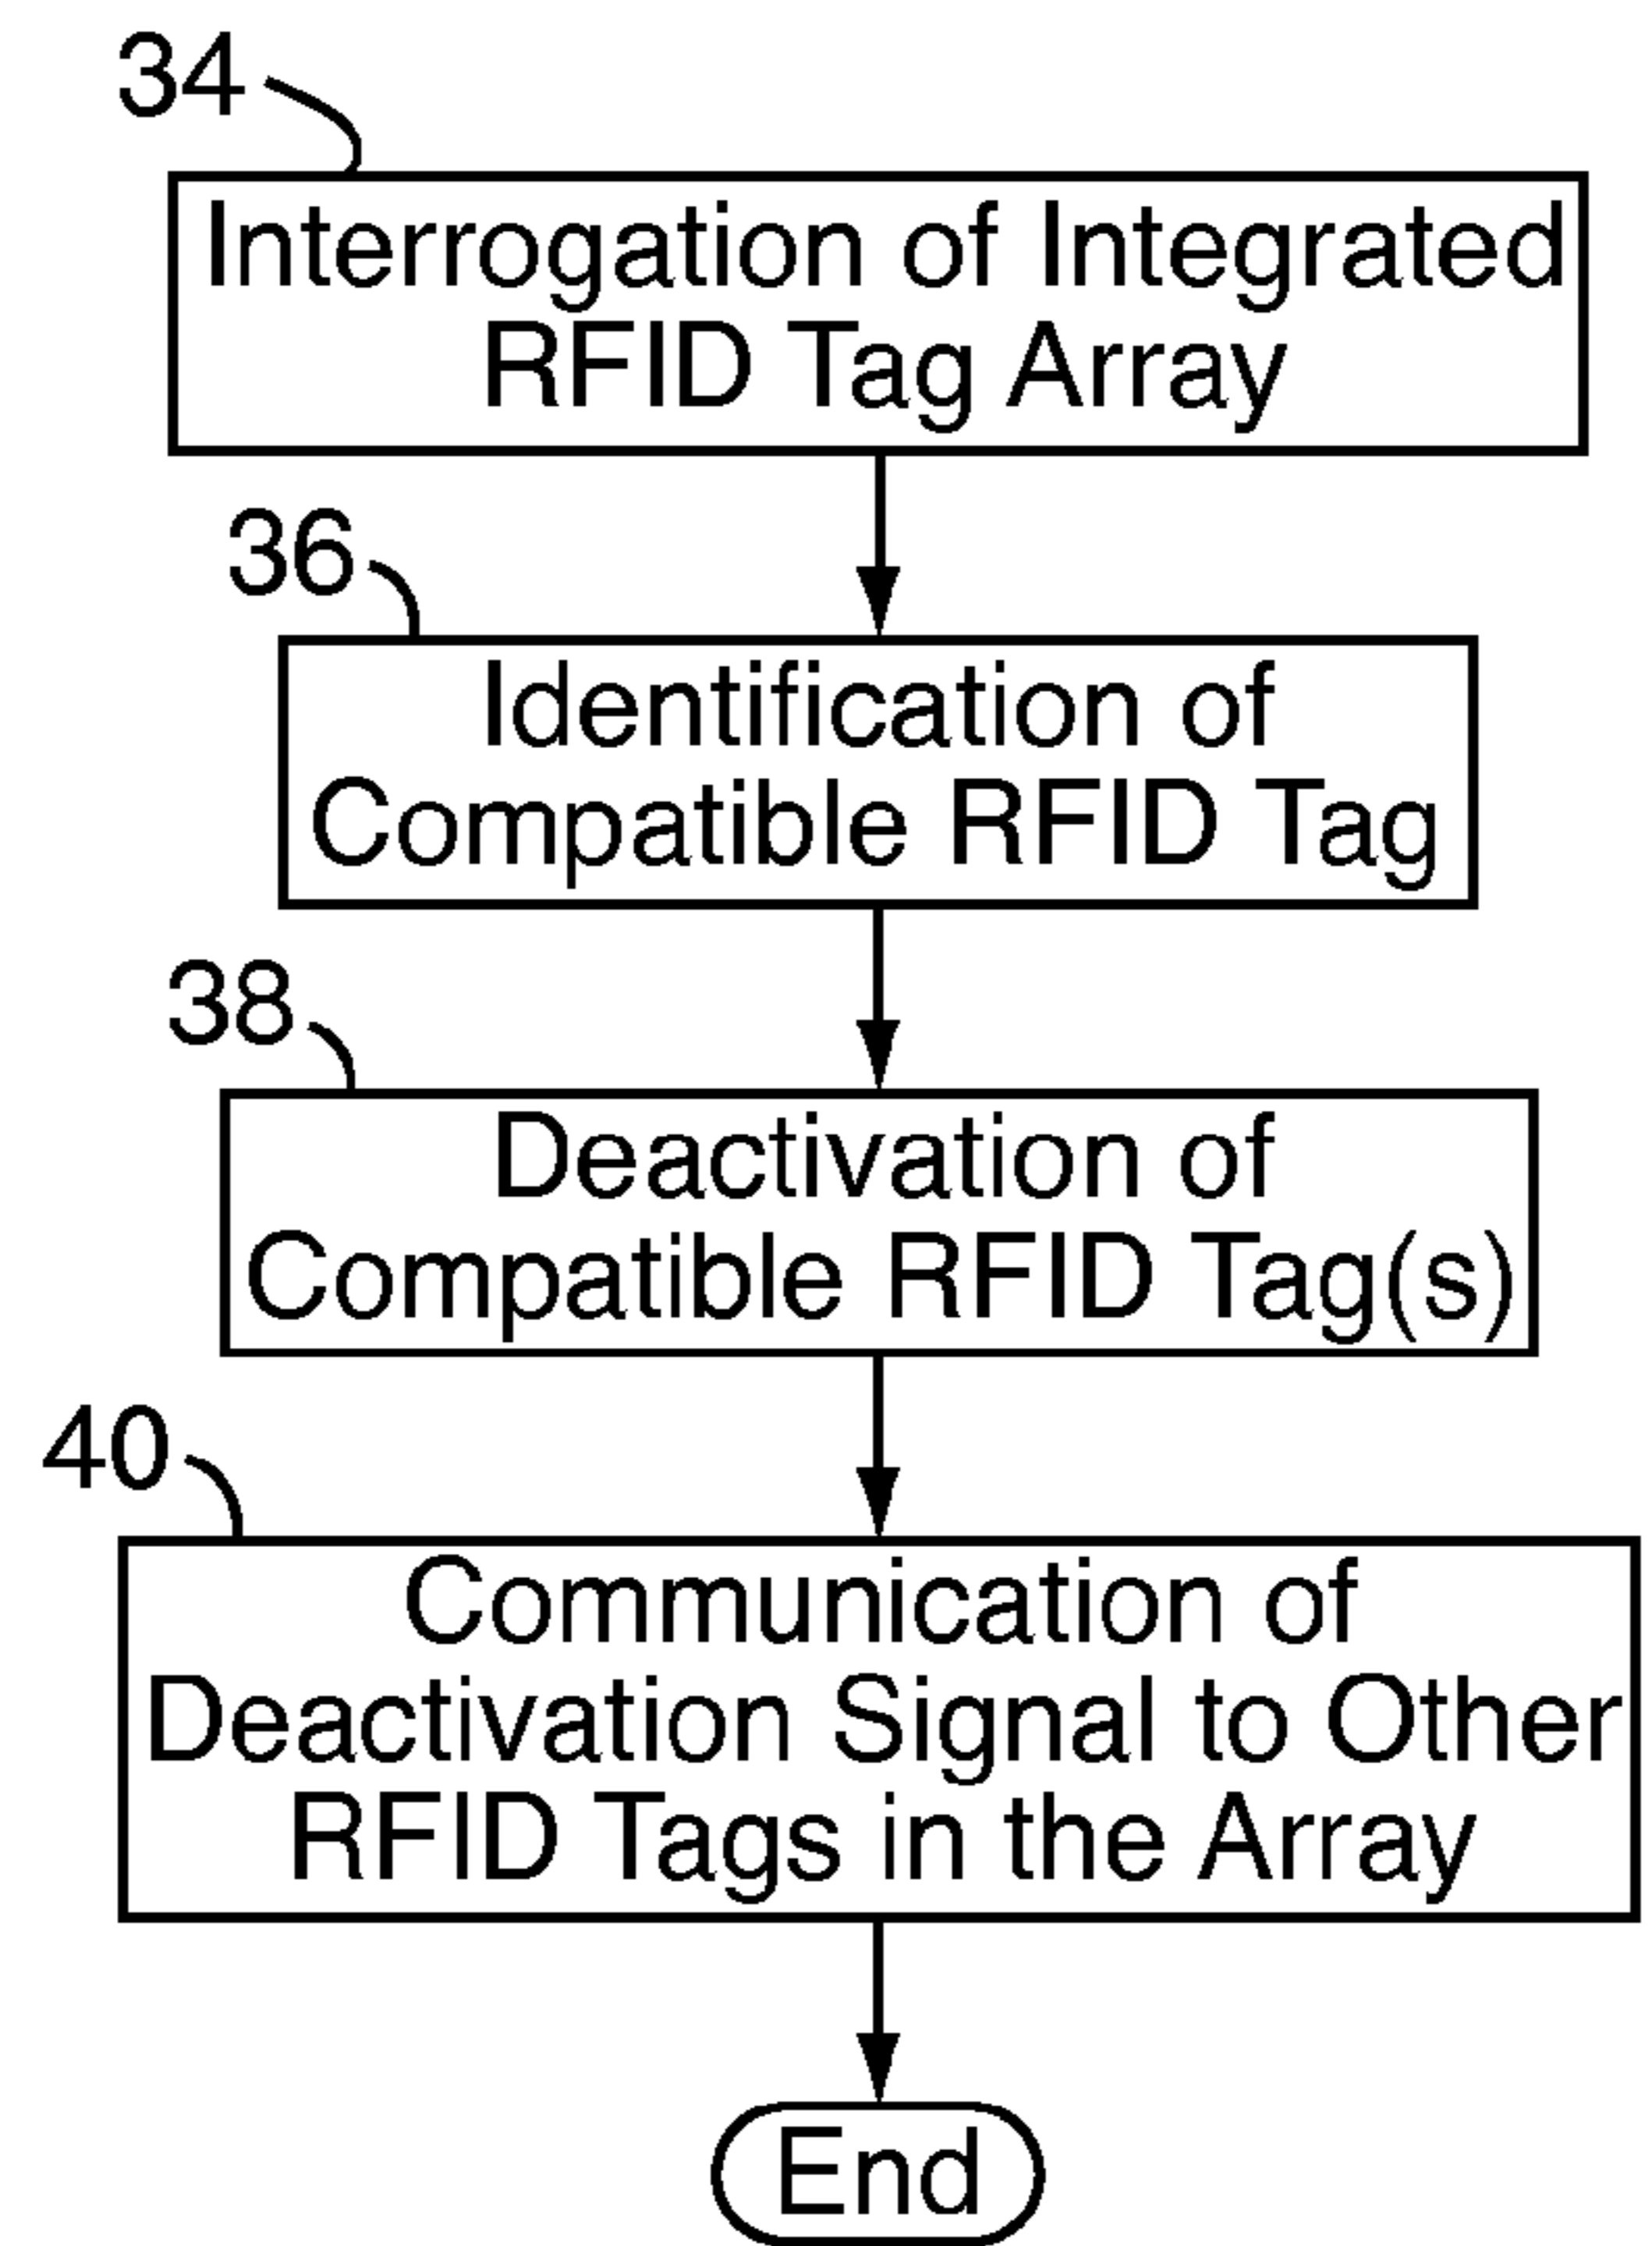 34
Interrogation of Integrated
RFID Tag Array
36
Identification of
Compatible RFID Tag
38
Deactivation of
Compatible RFID Tag(s)
40
Communication of
Deactivation Signal to Other
RFID Tags in the Array
End